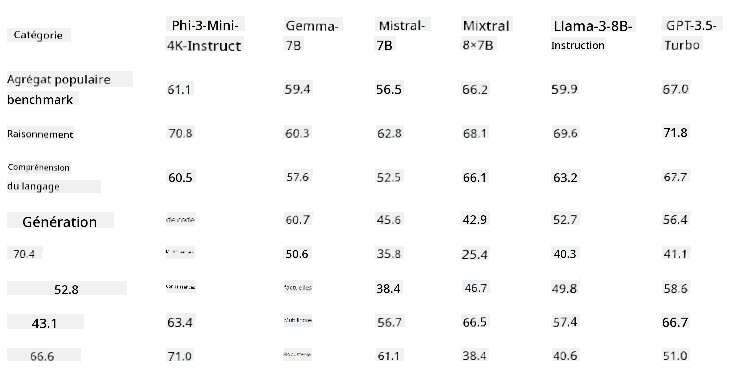 Catégorie Phi-3-Mini- Gemma- Mistral- Mixtral Llama-3-8B- GPT-3.5-
4K-Instruct 7B 7B 8×7B Instruction Turbo
Agrégat populaire
benchmark 61.1 59.4 56.5 66.2 59.9 67.0
Raisonnement 70.8 60.3 62.8 68.1 69.6 71.8
Compréhension
du langage 60.5 57.6 52.5 66.1 63.2 67.7
Génération de code 60.7 45.6 42.9 52.7 56.4
70.4 50.6 35.8 25.4 40.3 41.1
52.8 factuelles 38.4 46.7 49.8 58.6
43.1 63.4 Multilingue 56.7 66.5 57.4 66.7
66.6 71.0 Robustesse 61.1 38.4 40.6 51.0